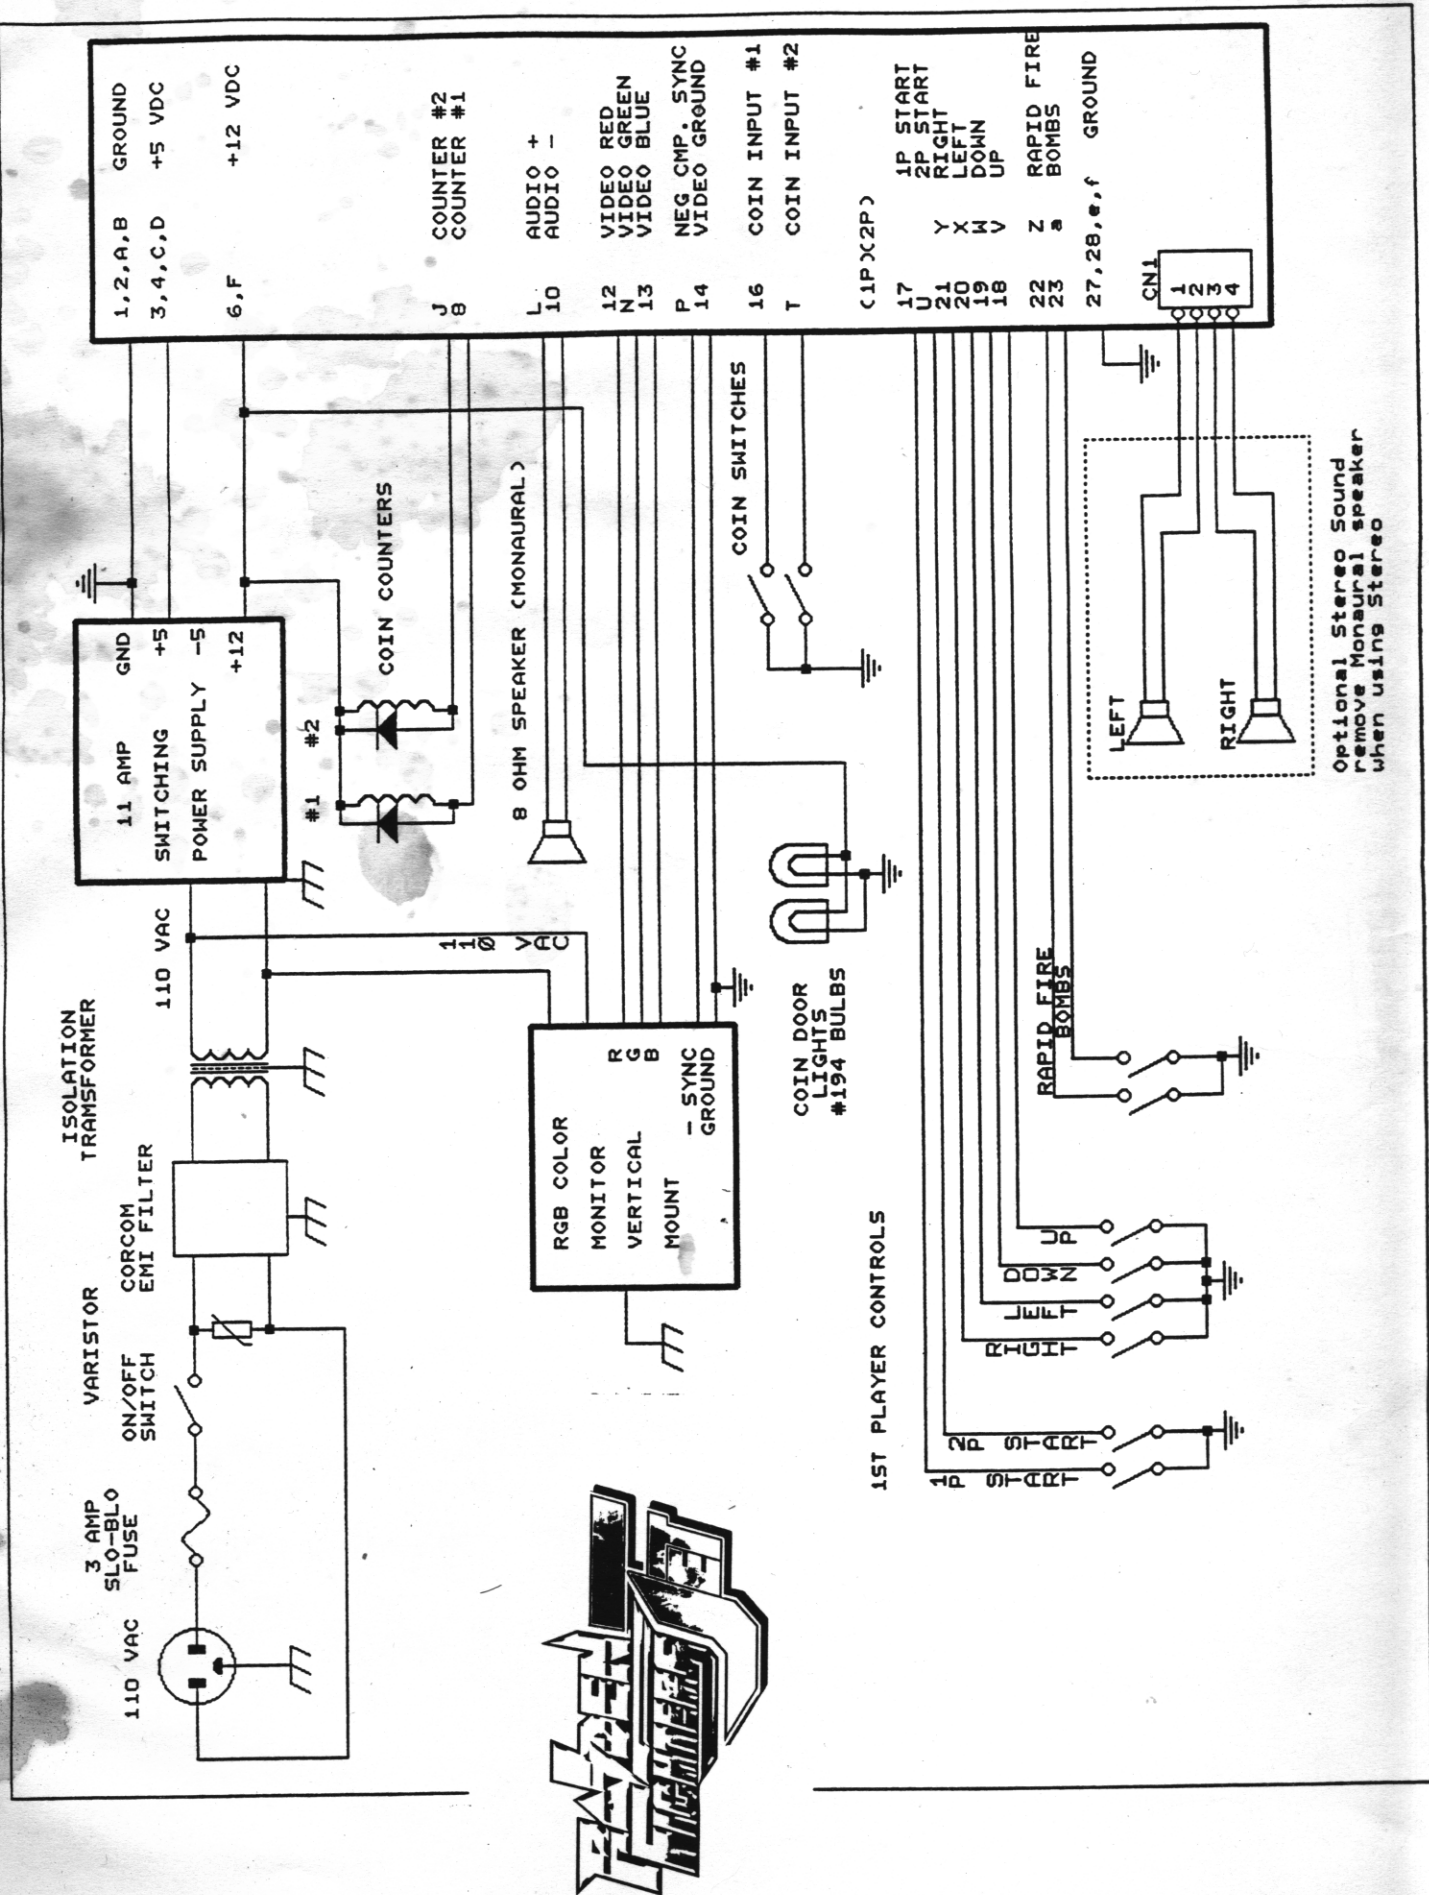 1,2,A,B GROUND
3,4,C,D +5 VDC
6,F +12 VDC
J COUNTER #2
8 COUNTER #1
L AUDIO +
10 AUDIO -
12 VIDEO RED
N VIDEO GREEN
13 VIDEO BLUE
P NEG CMP. SYNC
14 VIDEO GROUND
16 COIN INPUT #1
T COIN INPUT #2
(1P)(2P)
17 1P START
U 2P START
21 Y RIGHT
20 X LEFT
19 W DOWN
18 V UP
22 Z RAPID FIRE
23 a BOMBS
27,28,e,f GROUND
CN1
1
2
3
4
110 VAC
3 AMP
SLO-BLO
FUSE
ON/OFF
SWITCH
VARISTOR
CORCOM
EMI FILTER
ISOLATION
TRAMSFORMER
110 VAC
11 AMP
SWITCHING
POWER SUPPLY
GND
+5
-5
+12
#1
#2
COIN COUNTERS
110 VAC
8 OHM SPEAKER (MONAURAL)
RGB COLOR
MONITOR
VERTICAL
MOUNT
R
G
B
- SYNC
GROUND
COIN SWITCHES
COIN DOOR
LIGHTS
#194 BULBS
1ST PLAYER CONTROLS
1P START
2P START
RIGHT
LEFT
DOWN
UP
RAPID FIRE
BOMBS
LEFT
RIGHT
Optional Stereo Sound
remove Monaural speaker
when using Stereo